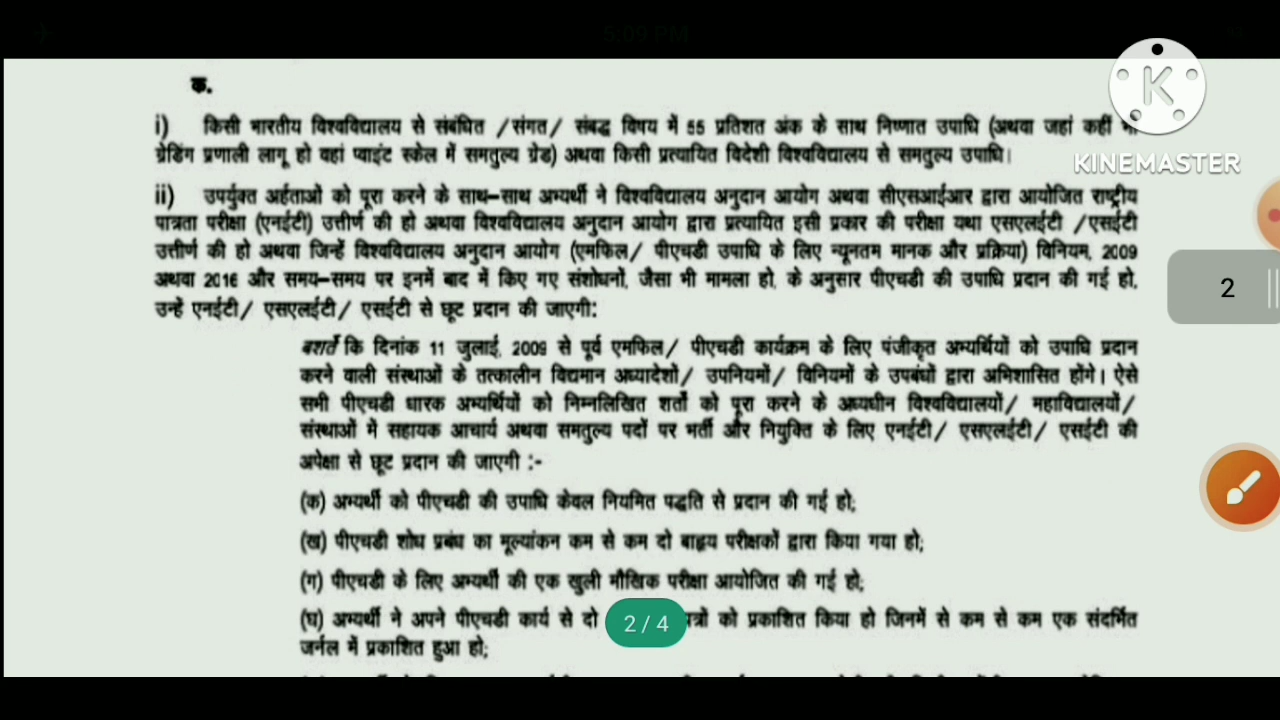 5:09 PM
क.
KINEMASTER
i) किसी भारतीय विश्वविद्यालय से संबंधित /संगत/ संबद्ध विषय में 55 प्रतिशत अंक के साथ निष्णात उपाधि (अथवा जहां कहीं भी
ग्रेडिंग प्रणाली लागू हो वहां प्वाइंट स्केल में समतुल्य ग्रेड) अथवा किसी प्रत्यायित विदेशी विश्वविद्यालय से समतुल्य उपाधि।
ii) उपर्युक्त अर्हताओं को पूरा करने के साथ–साथ अभ्यर्थी ने विश्वविद्यालय अनुदान आयोग अथवा सीएसआईआर द्वारा आयोजित राष्ट्रीय
पात्रता परीक्षा (एनईटी) उत्तीर्ण की हो अथवा विश्वविद्यालय अनुदान आयोग द्वारा प्रत्यायित इसी प्रकार की परीक्षा यथा एसएलईटी /एसईटी
उत्तीर्ण की हो अथवा जिन्हें विश्वविद्यालय अनुदान आयोग (एमफिल/ पीएचडी उपाधि के लिए न्यूनतम मानक और प्रक्रिया) विनियम, 2009
अथवा 2016 और समय–समय पर इनमें बाद में किए गए संशोधनों, जैसा भी मामला हो, के अनुसार पीएचडी की उपाधि प्रदान की गई हो,
उन्हें एनईटी/ एसएलईटी/ एसईटी से छूट प्रदान की जाएगी:
2
बशर्ते कि दिनांक 11 जुलाई, 2009 से पूर्व एमफिल/ पीएचडी कार्यक्रम के लिए पंजीकृत अभ्यर्थियों को उपाधि प्रदान
करने वाली संस्थाओं के तत्कालीन विद्यमान अध्यादेशों/ उपनियमों/ विनियमों के उपबंधों द्वारा अभिशासित होंगे। ऐसे
सभी पीएचडी धारक अभ्यर्थियों को निम्नलिखित शर्तों को पूरा करने के अध्यधीन विश्वविद्यालयों/ महाविद्यालयों/
संस्थाओं में सहायक आचार्य अथवा समतुल्य पदों पर भर्ती और नियुक्ति के लिए एनईटी/ एसएलईटी/ एसईटी की
अपेक्षा से छूट प्रदान की जाएगी :-
(क) अभ्यर्थी को पीएचडी की उपाधि केवल नियमित पद्धति से प्रदान की गई हो;
(ख) पीएचडी शोध प्रबंध का मूल्यांकन कम से कम दो बाह्य परीक्षकों द्वारा किया गया हो;
(ग) पीएचडी के लिए अभ्यर्थी की एक खुली मौखिक परीक्षा आयोजित की गई हो;
(घ) अभ्यर्थी ने अपने पीएचडी कार्य से दो पत्रों को प्रकाशित किया हो जिनमें से कम से कम एक संदर्भित
2 / 4
जर्नल में प्रकाशित हुआ हो;